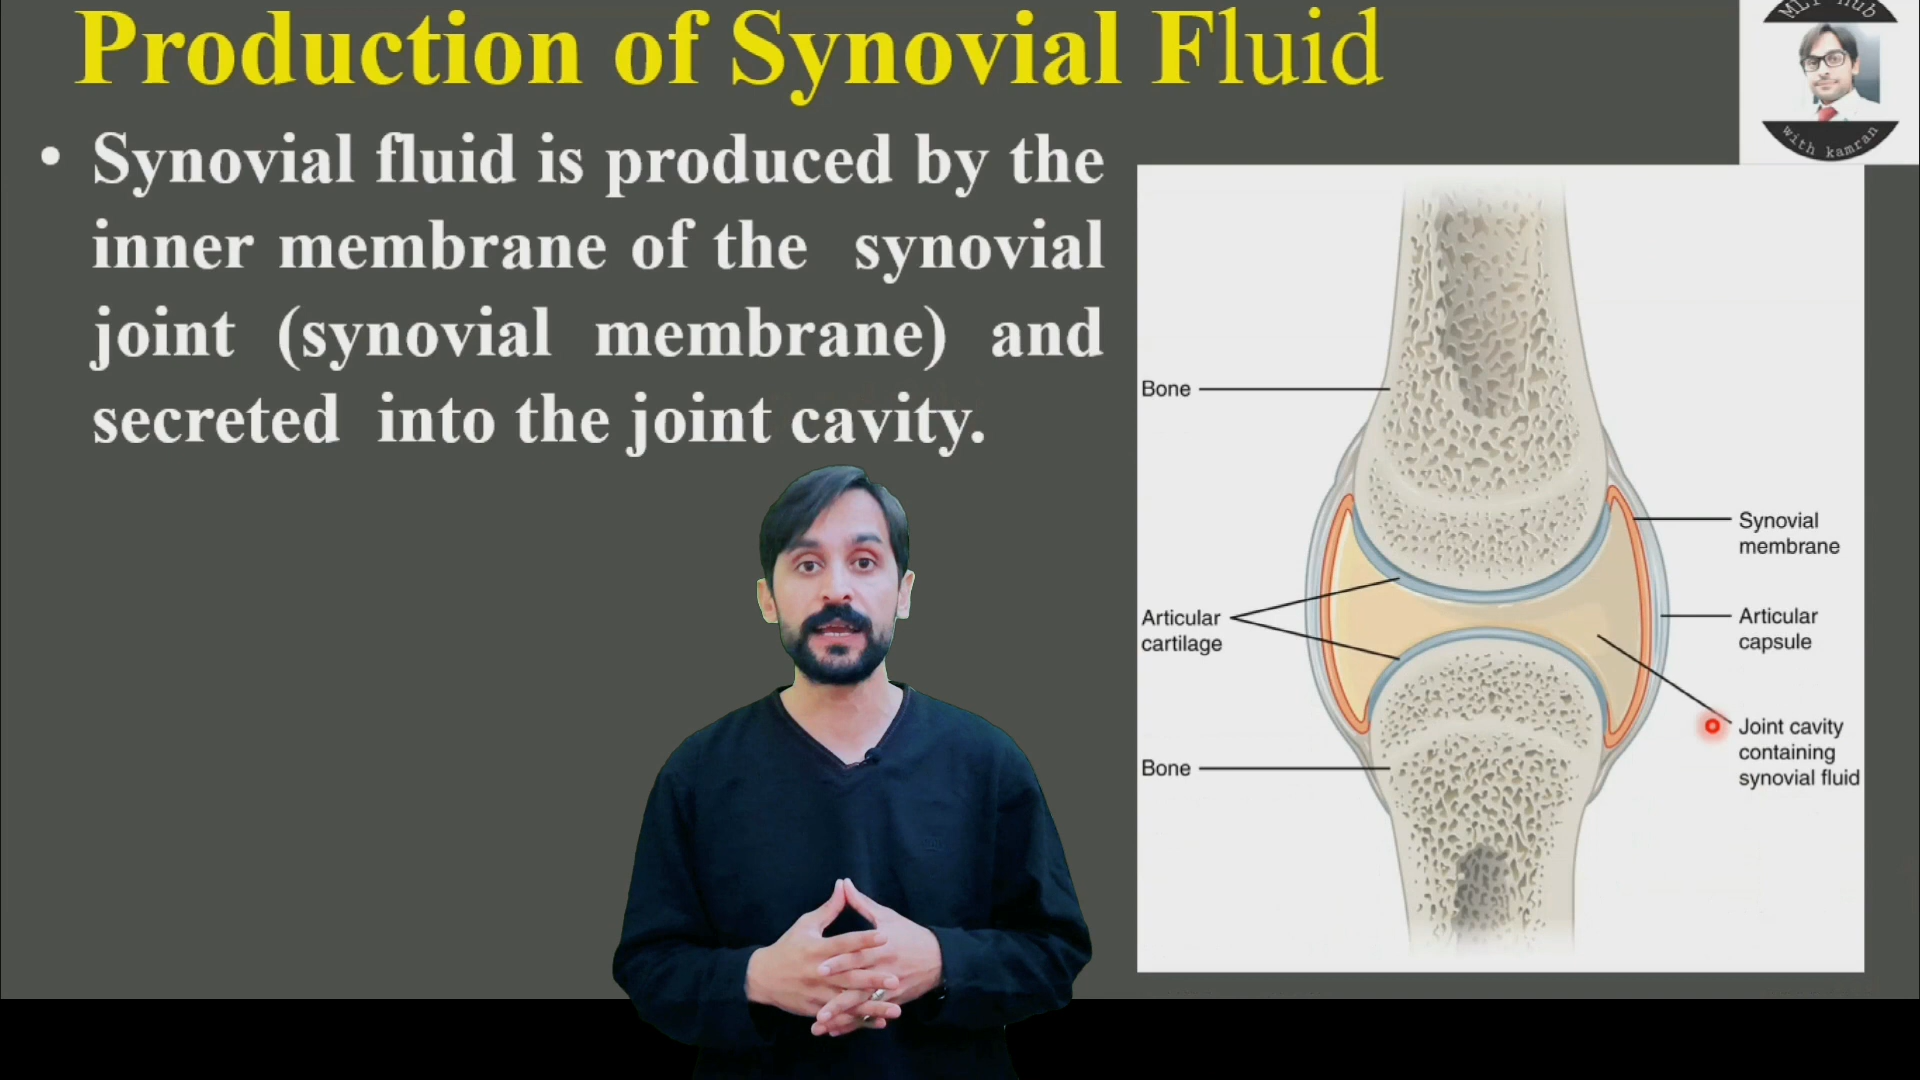 Production of Synovial Fluid
• Synovial fluid is produced by the
inner membrane of the synovial
joint (synovial membrane) and
secreted into the joint cavity.
MLT hub
with kamran
Bone
Synovial
membrane
Articular
cartilage
Articular
capsule
Joint cavity
containing
synovial fluid
Bone